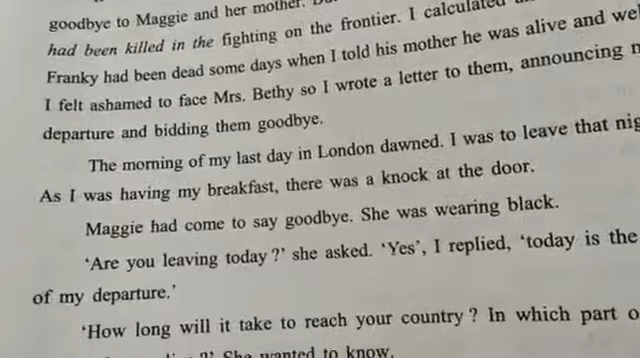 goodbye to Maggie and her mother.
had been killed in the fighting on the frontier. I calculated
Franky had been dead some days when I told his mother he was alive and
I felt ashamed to face Mrs. Bethy so I wrote a letter to them, announcing
departure and bidding them goodbye.
The morning of my last day in London dawned. I was to leave that
As I was having my breakfast, there was a knock at the door.
Maggie had come to say goodbye. She was wearing black.
‘Are you leaving today ?’ she asked. ‘Yes’, I replied, ‘today is the
of my departure.’
‘How long will it take to reach your country ? In which part
She wanted to know.